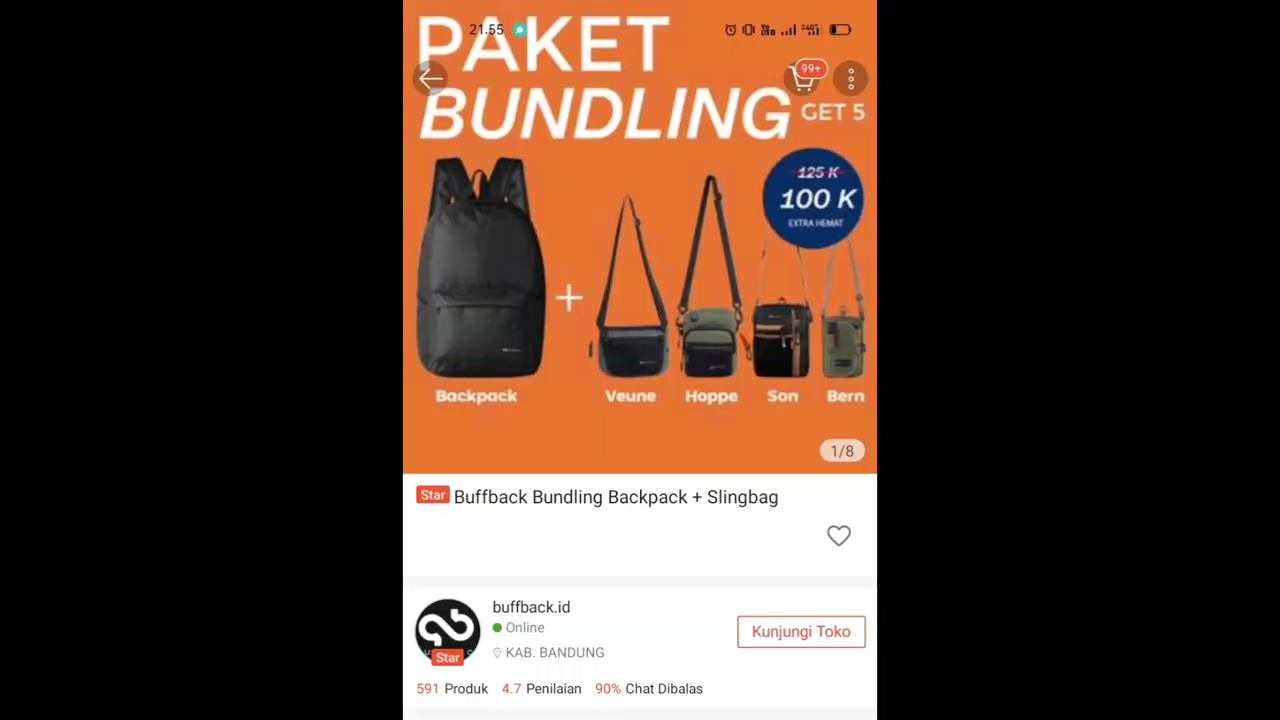 PAKET
21.55
99+
BUNDLING GET 5
125 K
100 K
EXTRA HEMAT
Backpack
Veune
Hoppe
Son
Bern
1/8
Star Buffback Bundling Backpack + Slingbag
buffback.id
Online
Kunjungi Toko
KAB. BANDUNG
Star
591 Produk 4.7 Penilaian 90% Chat Dibalas